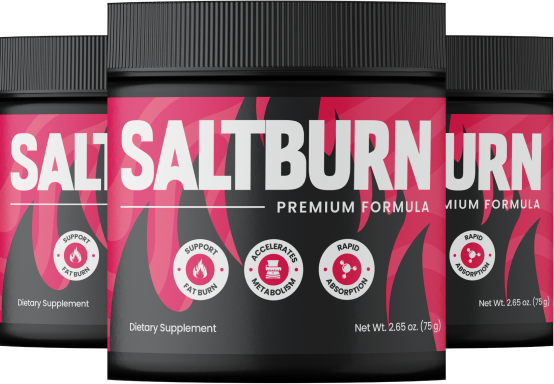 SALTBURN
PREMIUM FORMULA
SUPPORT
FAT BURN
ACCELERATES
METABOLISM
RAPID
ABSORPTION
Dietary Supplement
Net Wt. 2.65 oz. (75 g)
SALT
SUPPORT
FAT BURN
Dietary Supplement
URN
MIUM FORMULA
RAPID
ABSORPTION
Net Wt. 2.65 oz. (75 g)